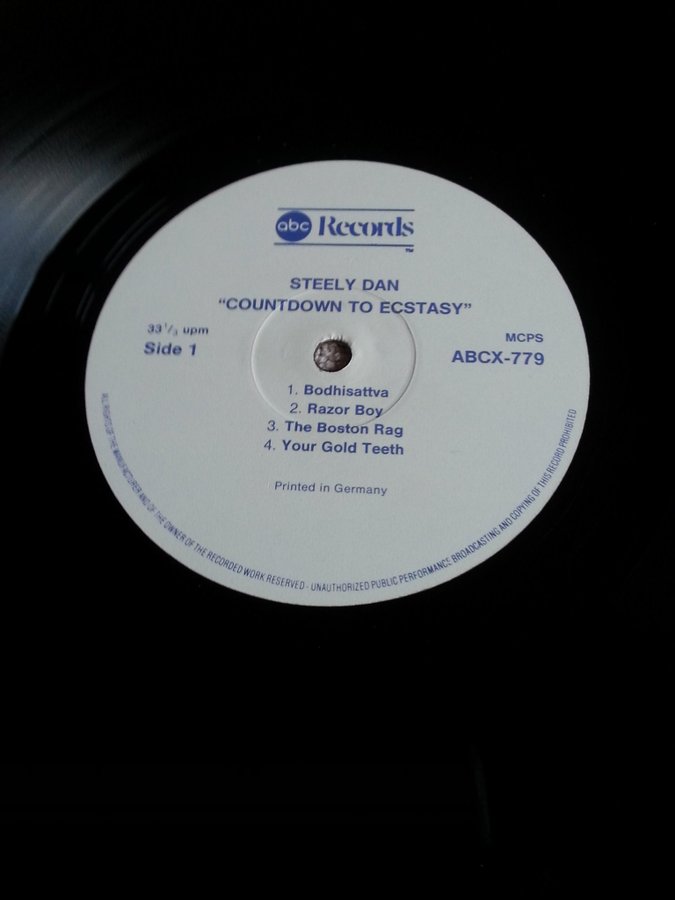 abc Records
TM
STEELY DAN
"COUNTDOWN TO ECSTASY"
33 1/3 upm
Side 1
MCPS
ABCX-779
1. Bodhisattva
2. Razor Boy
3. The Boston Rag
4. Your Gold Teeth
Printed in Germany
ALL RIGHTS OF THE MANUFACTURER AND OF THE OWNER OF THE RECORDED WORK RESERVED - UNAUTHORIZED PUBLIC PERFORMANCE BROADCASTING AND COPYING OF THIS RECORD PROHIBITED